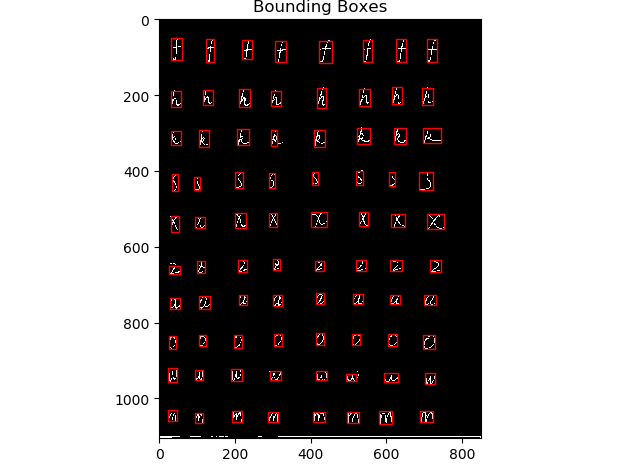 Bounding Boxes
0
f f f f f f f f
200
h h h h h h h h
k k k k k k k k
400
x x x x x x x x
600
z z z z z z z z
a a a a a a a a
800
o o o o o o o o
u u u u u u u u
1000
m m m m m m m m
0 200 400 600 800